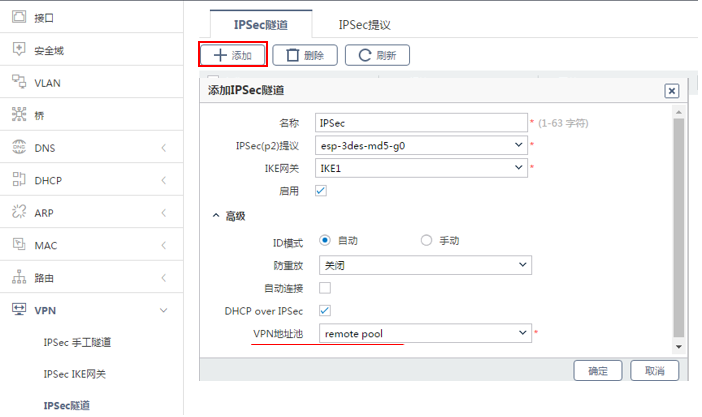 接口
安全域
VLAN
桥
DNS
DHCP
ARP
MAC
路由
VPN
IPSec 手工隧道
IPSec IKE网关
IPSec隧道
IPSec隧道 IPSec提议
添加 删除 刷新
添加IPSec隧道
名称 IPSec * (1-63 字符)
IPSec(p2)提议 esp-3des-md5-g0 *
IKE网关 IKE1 *
启用
高级
ID模式 自动 手动
防重放 关闭
自动连接
DHCP over IPSec
VPN地址池 remote pool *
确定 取消